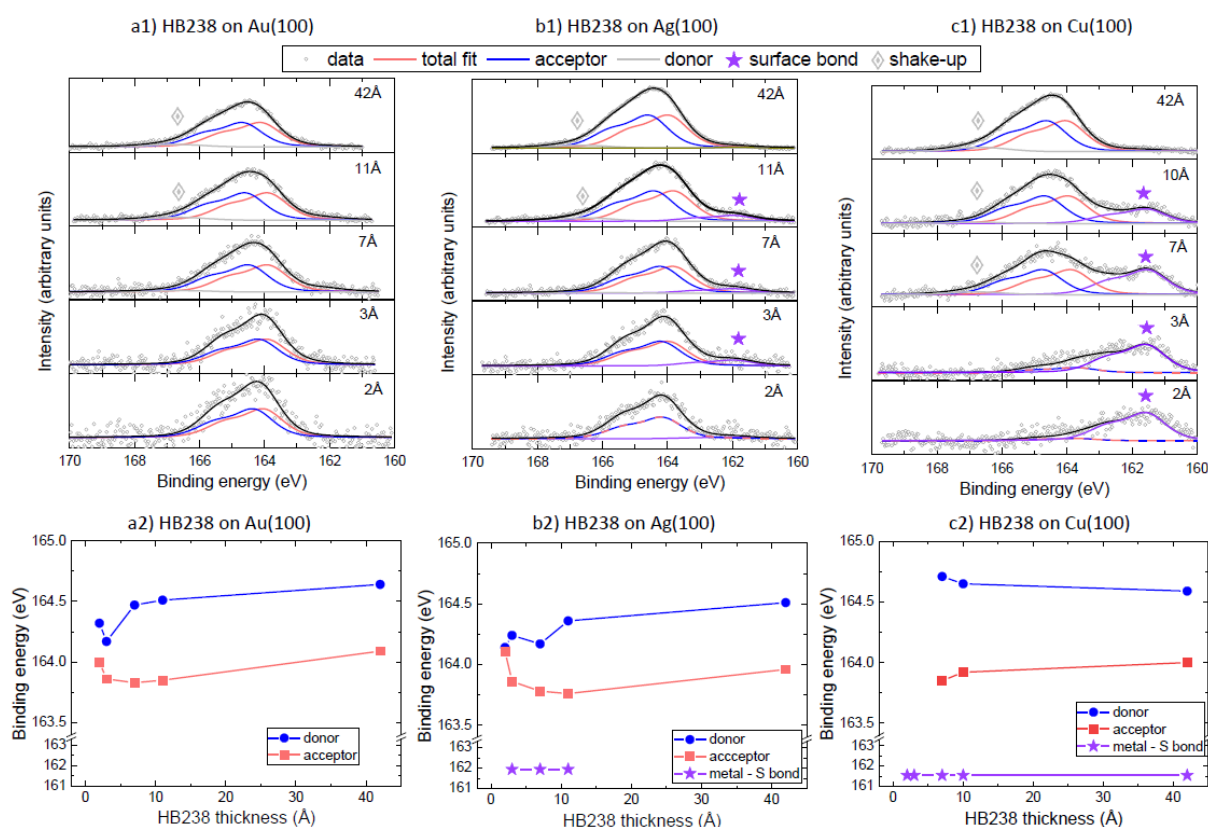 a1) HB238 on Au(100)
b1) HB238 on Ag(100)
c1) HB238 on Cu(100)
data total fit acceptor donor surface bond shake-up
Intensity (arbitrary units)
42Å
11Å
7Å
3Å
2Å
170 168 166 164 162 160
Binding energy (eV)
Intensity (arbitrary units)
42Å
11Å
7Å
3Å
2Å
170 168 166 164 162 160
Binding energy (eV)
Intensity (arbitrary units)
42Å
10Å
7Å
3Å
2Å
170 168 166 164 162 160
Binding energy (eV)
a2) HB238 on Au(100)
b2) HB238 on Ag(100)
c2) HB238 on Cu(100)
Binding energy (eV)
165.0
164.5
164.0
163.5
163
162
161
donor
acceptor
0 10 20 30 40
HB238 thickness (Å)
Binding energy (eV)
165.0
164.5
164.0
163.5
163
162
161
donor
accceptor
metal - S bond
0 10 20 30 40
HB238 thickness (Å)
Binding energy (eV)
165.0
164.5
164.0
163.5
163
162
161
donor
acceptor
metal - S bond
0 10 20 30 40
HB238 thickness (Å)